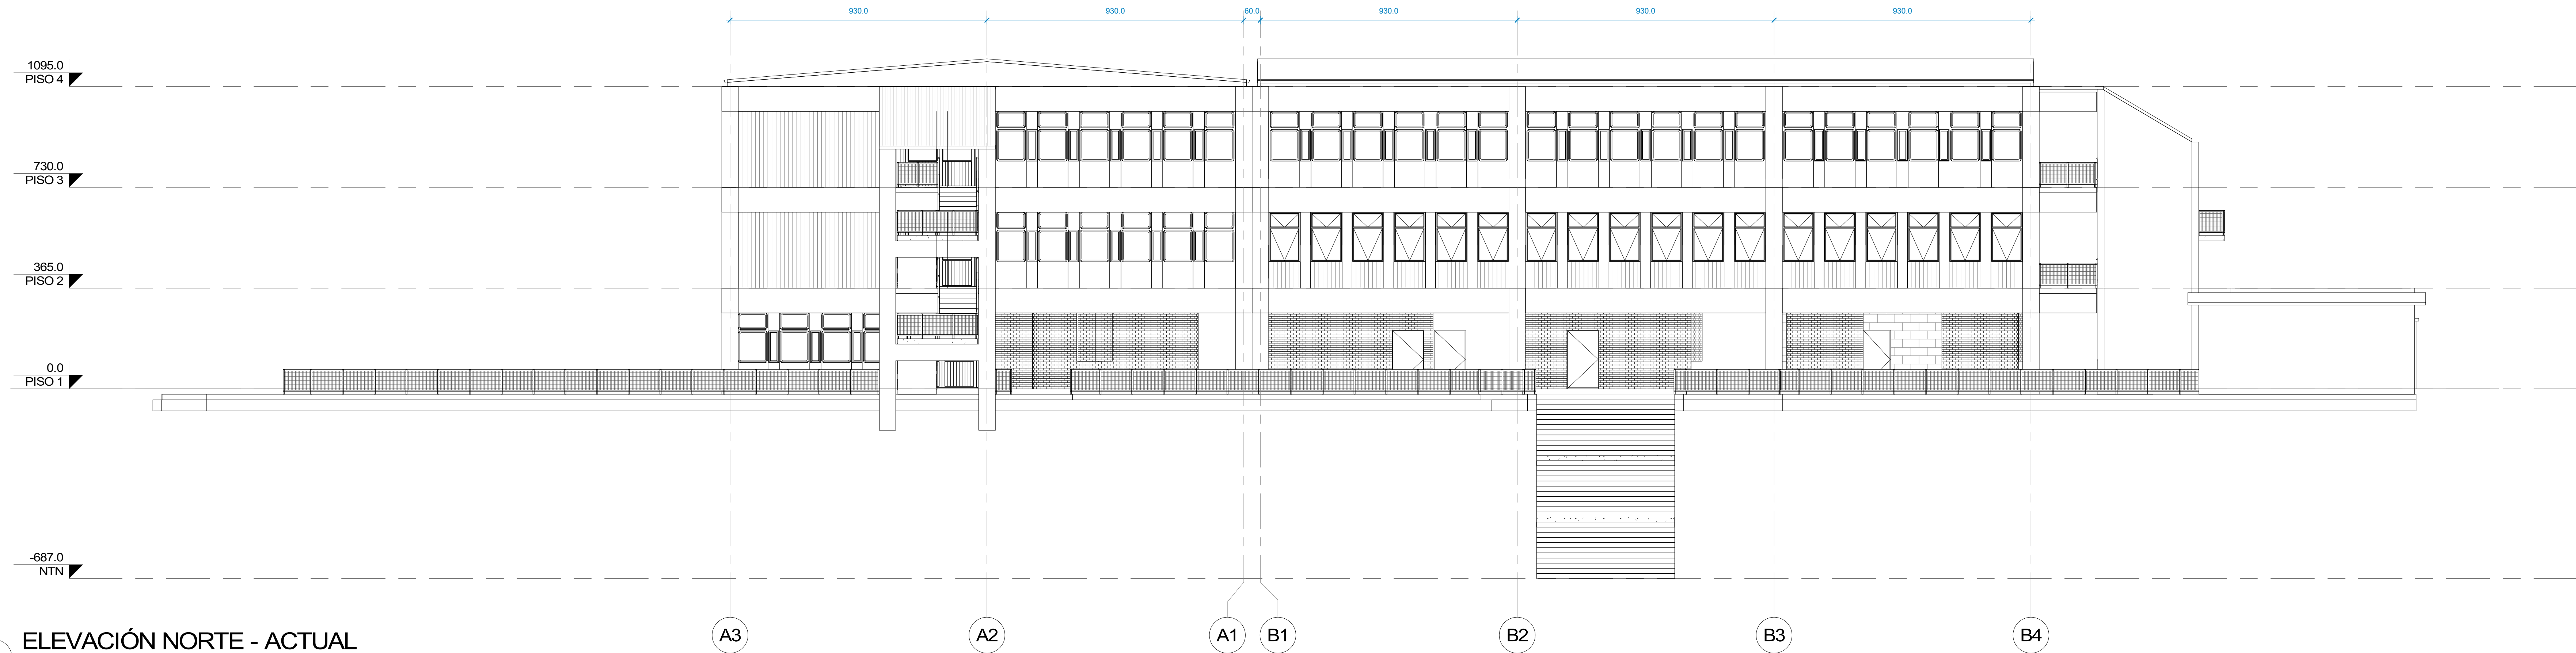 930.0 930.0 60.0 930.0 930.0 930.0
1095.0
PISO 4
730.0
PISO 3
365.0
PISO 2
0.0
PISO 1
-687.0
NTN
A3 A2 A1 B1 B2 B3 B4
ELEVACIÓN NORTE - ACTUAL